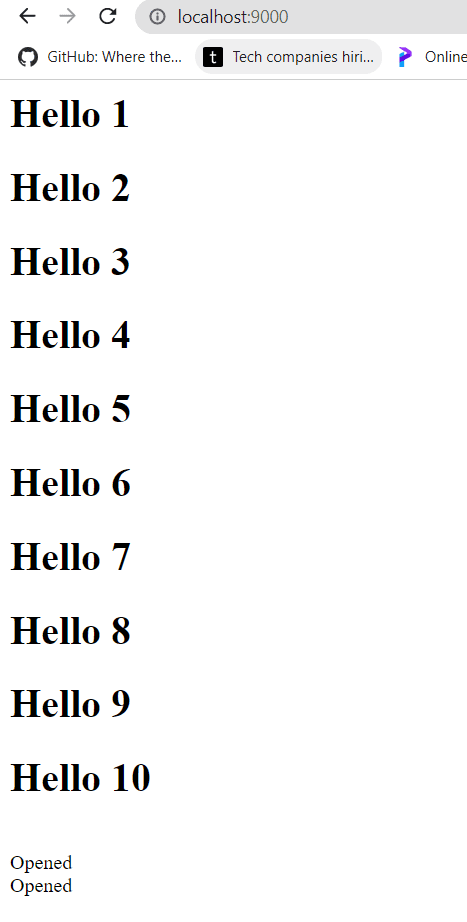 localhost:9000
GitHub: Where the... t Tech companies hiri... Online
Hello 1
Hello 2
Hello 3
Hello 4
Hello 5
Hello 6
Hello 7
Hello 8
Hello 9
Hello 10
Opened
Opened